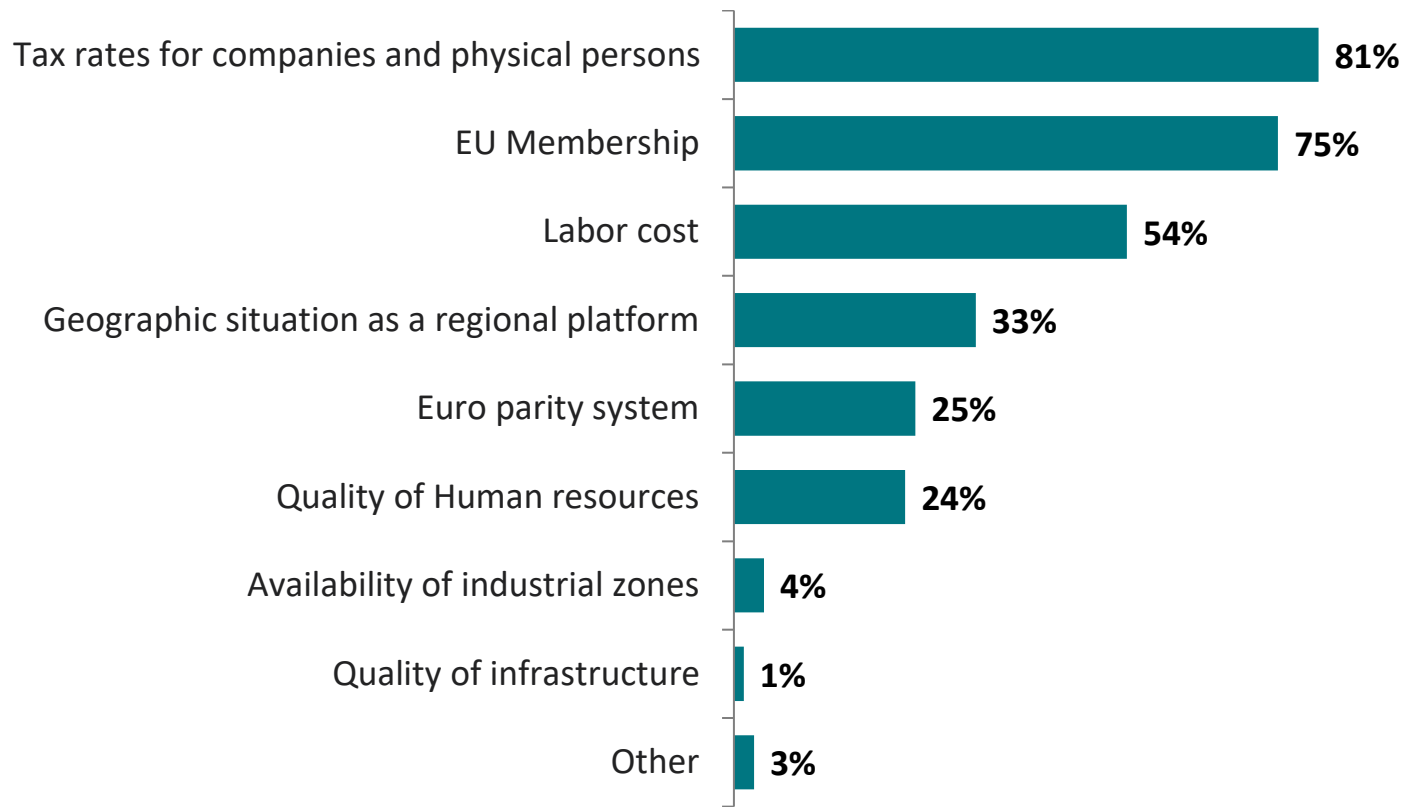 Tax rates for companies and physical persons 81%
EU Membership 75%
Labor cost 54%
Geographic situation as a regional platform 33%
Euro parity system 25%
Quality of Human resources 24%
Availability of industrial zones 4%
Quality of infrastructure 1%
Other 3%